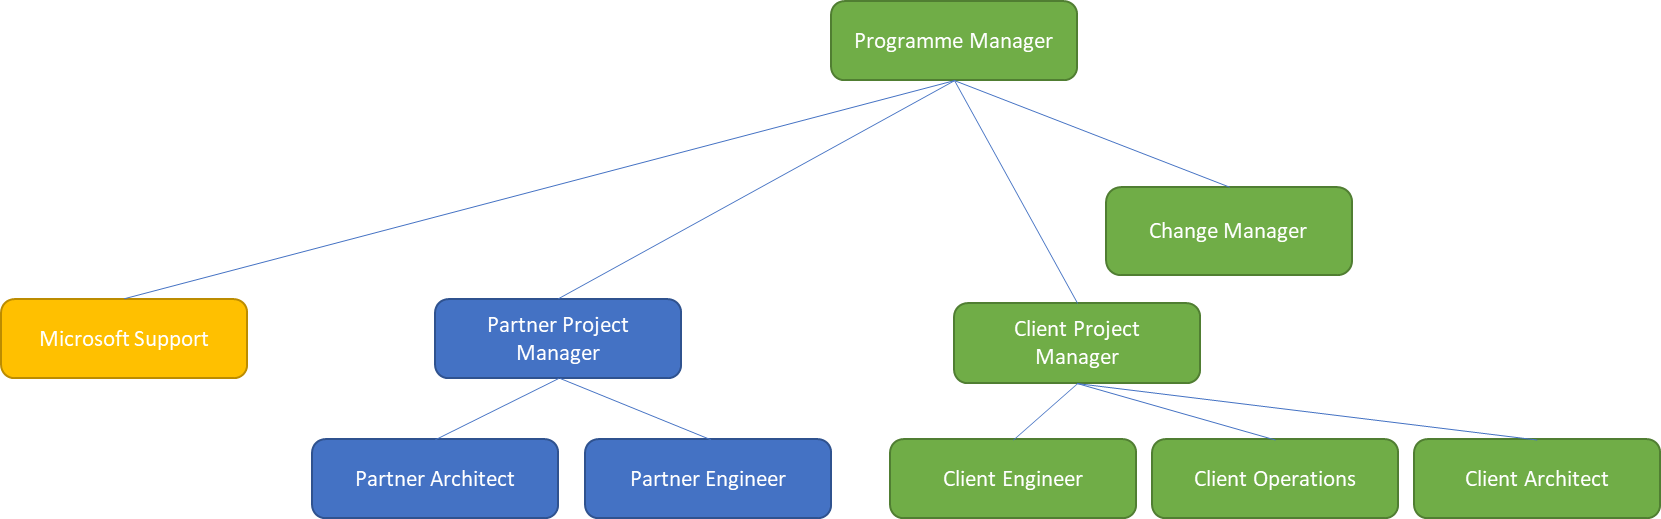 Programme Manager
Change Manager
Microsoft Support
Partner Project
Manager
Client Project
Manager
Partner Architect
Partner Engineer
Client Engineer
Client Operations
Client Architect